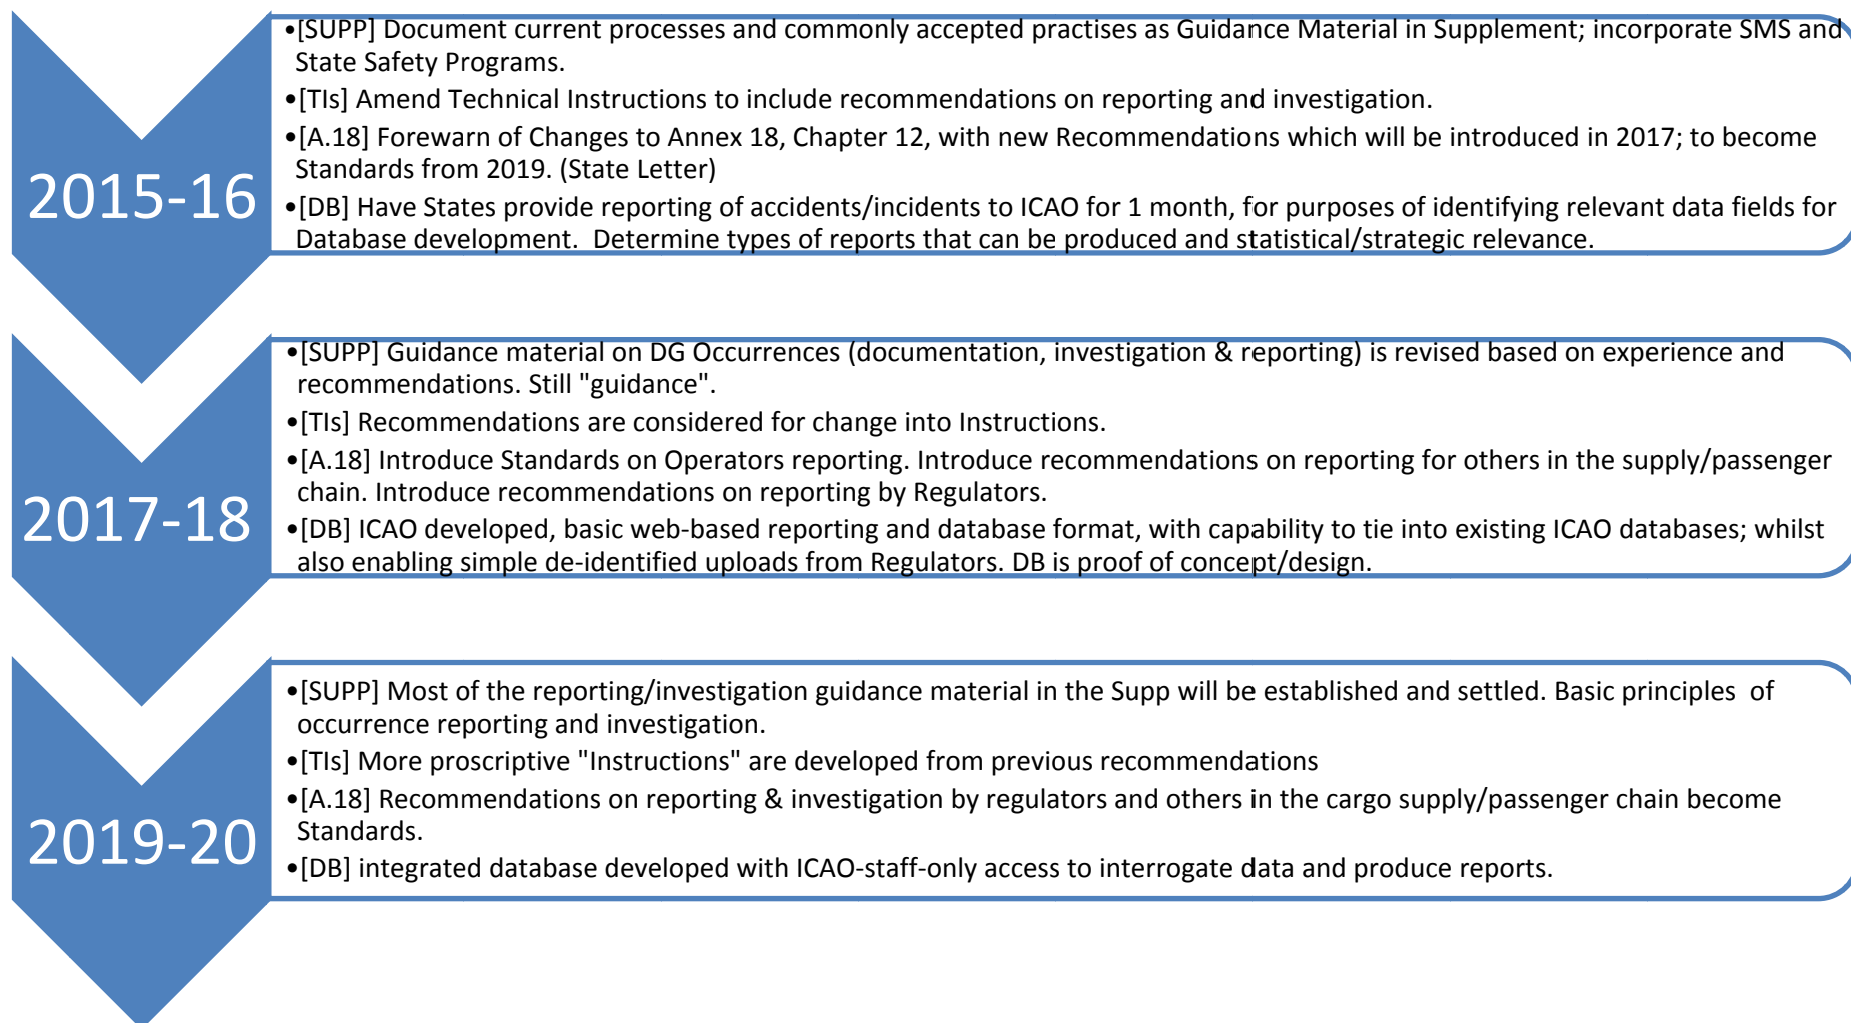 2015-16
•[SUPP] Document current processes and commonly accepted practises as Guidance Material in Supplement; incorporate SMS and
State Safety Programs.
•[TIs] Amend Technical Instructions to include recommendations on reporting and investigation.
•[A.18] Forewarn of Changes to Annex 18, Chapter 12, with new Recommendations which will be introduced in 2017; to become
Standards from 2019. (State Letter)
•[DB] Have States provide reporting of accidents/incidents to ICAO for 1 month, for purposes of identifying relevant data fields for
Database development.  Determine types of reports that can be produced and statistical/strategic relevance.
2017-18
•[SUPP] Guidance material on DG Occurrences (documentation, investigation & reporting) is revised based on experience and
recommendations. Still "guidance".
•[TIs] Recommendations are considered for change into Instructions.
•[A.18] Introduce Standards on Operators reporting. Introduce recommendations on reporting for others in the supply/passenger
chain. Introduce recommendations on reporting by Regulators.
•[DB] ICAO developed, basic web-based reporting and database format, with capability to tie into existing ICAO databases; whilst
also enabling simple de-identified uploads from Regulators. DB is proof of concept/design.
2019-20
•[SUPP] Most of the reporting/investigation guidance material in the Supp will be established and settled. Basic principles  of
occurrence reporting and investigation.
•[TIs] More proscriptive "Instructions" are developed from previous recommendations
•[A.18] Recommendations on reporting & investigation by regulators and others in the cargo supply/passenger chain become
Standards.
•[DB] integrated database developed with ICAO-staff-only access to interrogate data and produce reports.